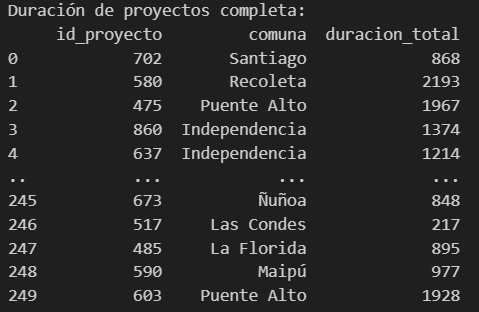 Duración de proyectos completa:
id_proyecto comuna duracion_total
0 702 Santiago 868
1 580 Recoleta 2193
2 475 Puente Alto 1967
3 860 Independencia 1374
4 637 Independencia 1214
.. ... ... ...
245 673 Ñuñoa 848
246 517 Las Condes 217
247 485 La Florida 895
248 590 Maipú 977
249 603 Puente Alto 1928